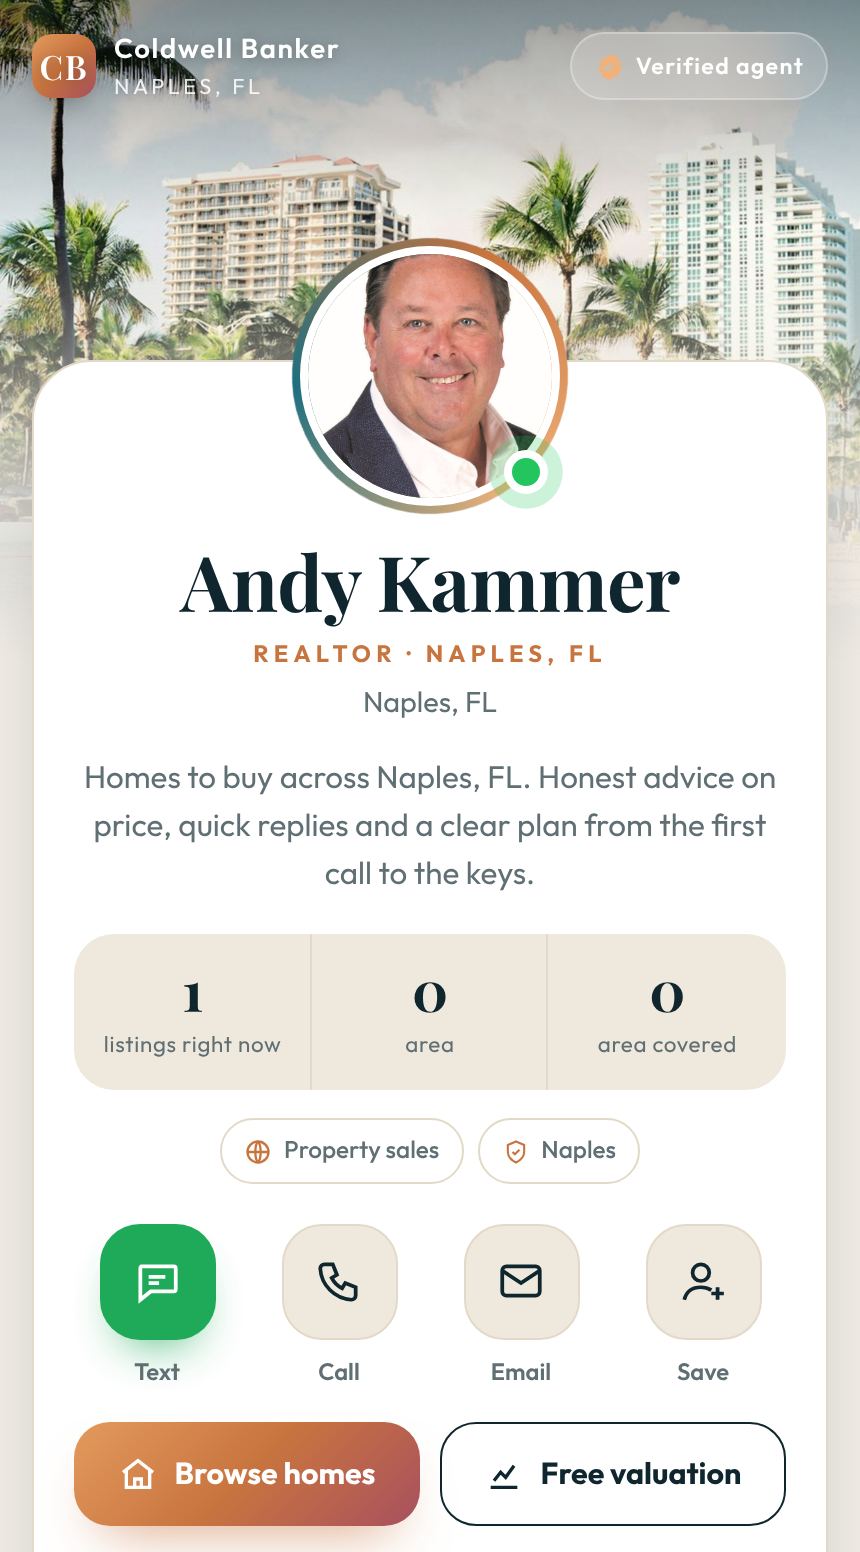 CB
Coldwell Banker
NAPLES, FL
Verified agent
Andy Kammer
REALTOR · NAPLES, FL
Naples, FL
Homes to buy across Naples, FL. Honest advice on
price, quick replies and a clear plan from the first
call to the keys.
1
listings right now
0
area
0
area covered
Property sales
Naples
Text
Call
Email
Save
Browse homes
Free valuation